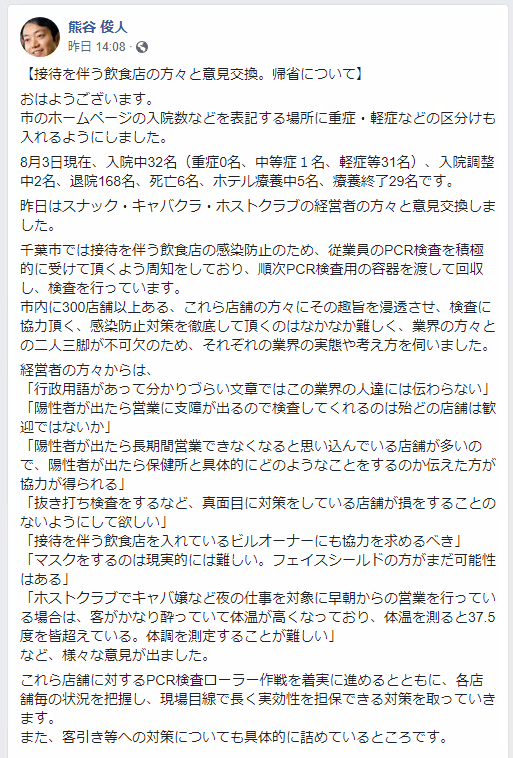 熊谷 俊人
昨日 14:08 ·
【接待を伴う飲食店の方々と意見交換。帰省について】
おはようございます。
市のホームページの入院数などを表記する場所に重症・軽症などの区分けも
入れるようにしました。
8月3日現在、入院中32名（重症0名、中等症１名、軽症等31名）、入院調整
中2名、退院168名、死亡6名、ホテル療養中5名、療養終了29名です。
昨日はスナック・キャバクラ・ホストクラブの経営者の方々と意見交換しま
した。
千葉市では接待を伴う飲食店の感染防止のため、従業員のPCR検査を積極
的に受けて頂くよう周知をしており、順次PCR検査用の容器を渡して回収
し、検査を行っています。
市内に300店舗以上ある、これら店舗の方々にその趣旨を浸透させ、検査に
協力頂く、感染防止対策を徹底して頂くのはなかなか難しく、業界の方々と
の二人三脚が不可欠のため、それぞれの業界の実態や考え方を伺いました。
経営者の方々からは、
「行政用語があって分かりづらい文章ではこの業界の人達には伝わらない」
「陽性者が出たら営業に支障が出るので検査してくれるのは殆どの店舗は歓
迎ではないか」
「陽性者が出たら長期間営業できなくなると思い込んでいる店舗が多いの
で、陽性者が出たら保健所と具体的にどのようなことをするのか伝えた方が
協力が得られる」
「抜き打ち検査をするなど、真面目に対策をしている店舗が損をすることの
ないようにして欲しい」
「接待を伴う飲食店を入れているビルオーナーにも協力を求めるべき」
「マスクをするのは現実的には難しい。フェイスシールドの方がまだ可能性
はある」
「ホストクラブでキャバ嬢など夜の仕事を対象に早朝からの営業を行ってい
る場合は、客がかなり酔っていて体温が高くなっており、体温を測ると37.5
度を皆超えている。体調を測定することが難しい」
など、様々な意見が出ました。
これら店舗に対するPCR検査ローラー作戦を着実に進めるとともに、各店
舗毎の状況を把握し、現場目線で長く実効性を担保できる対策を取っていき
ます。
また、客引き等への対策についても具体的に詰めているところです。